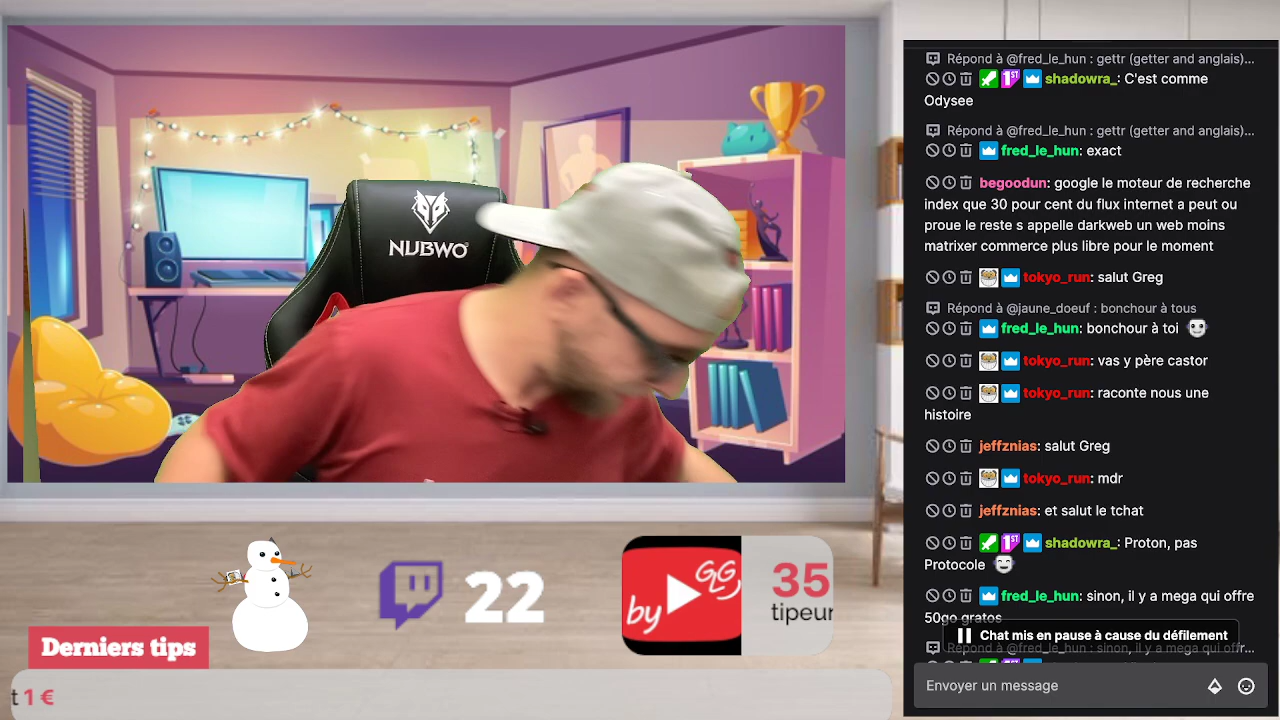 NUBWO
Répond à @fred_le_hun : gettr (getter and anglais)...
shadowra_: C'est comme
Odysee
Répond à @fred_le_hun : gettr (getter and anglais)...
fred_le_hun: exact
begoodun: google le moteur de recherche
index que 30 pour cent du flux internet a peut ou
proue le reste s appelle darkweb un web moins
matrixer commerce plus libre pour le moment
tokyo_run: salut Greg
Répond à @jaune_doeuf : bonchour à tous
fred_le_hun: bonchour à toi
tokyo_run: vas y père castor
tokyo_run: raconte nous une
histoire
jeffznias: salut Greg
tokyo_run: mdr
jeffznias: et salut le tchat
shadowra_: Proton, pas
Protocole
fred_le_hun: sinon, il y a mega qui offre
50go gratos
Chat mis en pause à cause du défilement
Répond à @fred_le_hun : sinon, il y a mega qui offr...
Envoyer un message
22
by GG
35
tipeur
Derniers tips
t 1 €